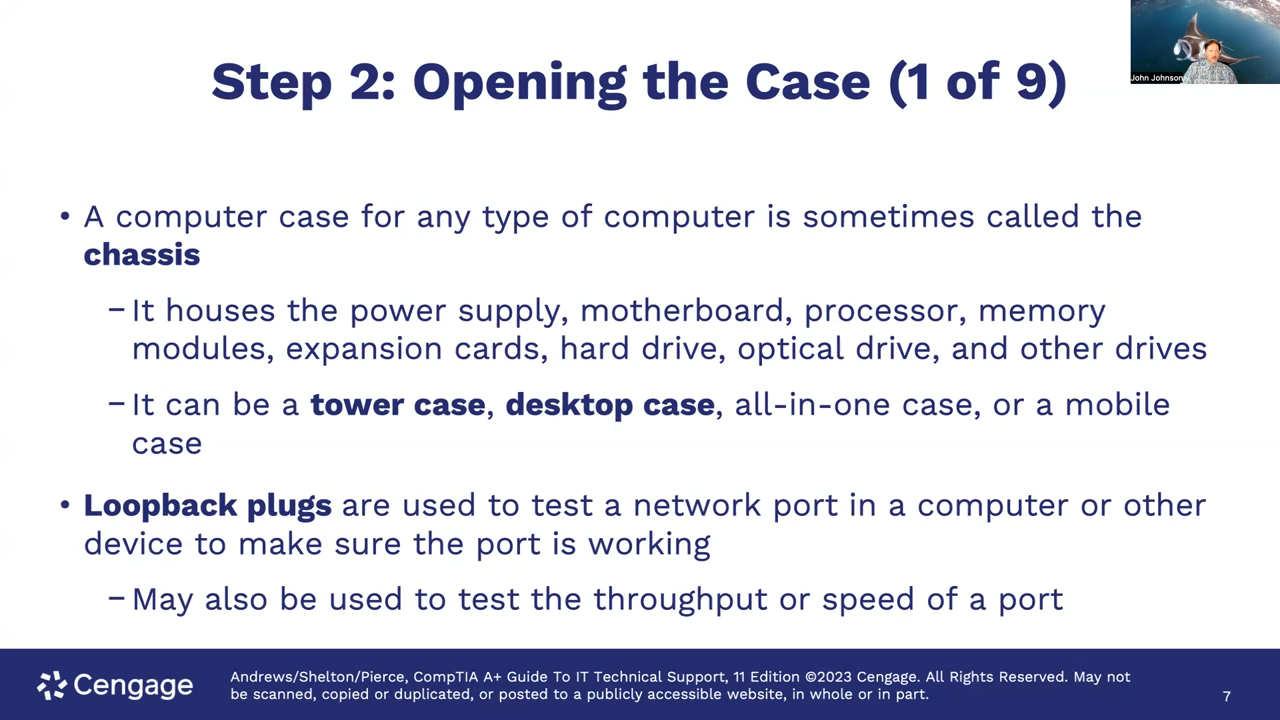 Step 2: Opening the Case (1 of 9)
John Johnson
• A computer case for any type of computer is sometimes called the
chassis
– It houses the power supply, motherboard, processor, memory
modules, expansion cards, hard drive, optical drive, and other drives
– It can be a tower case, desktop case, all-in-one case, or a mobile
case
• Loopback plugs are used to test a network port in a computer or other
device to make sure the port is working
– May also be used to test the throughput or speed of a port
Cengage
Andrews/Shelton/Pierce, CompTIA A+ Guide To IT Technical Support, 11 Edition ©2023 Cengage. All Rights Reserved. May not
be scanned, copied or duplicated, or posted to a publicly accessible website, in whole or in part.
7